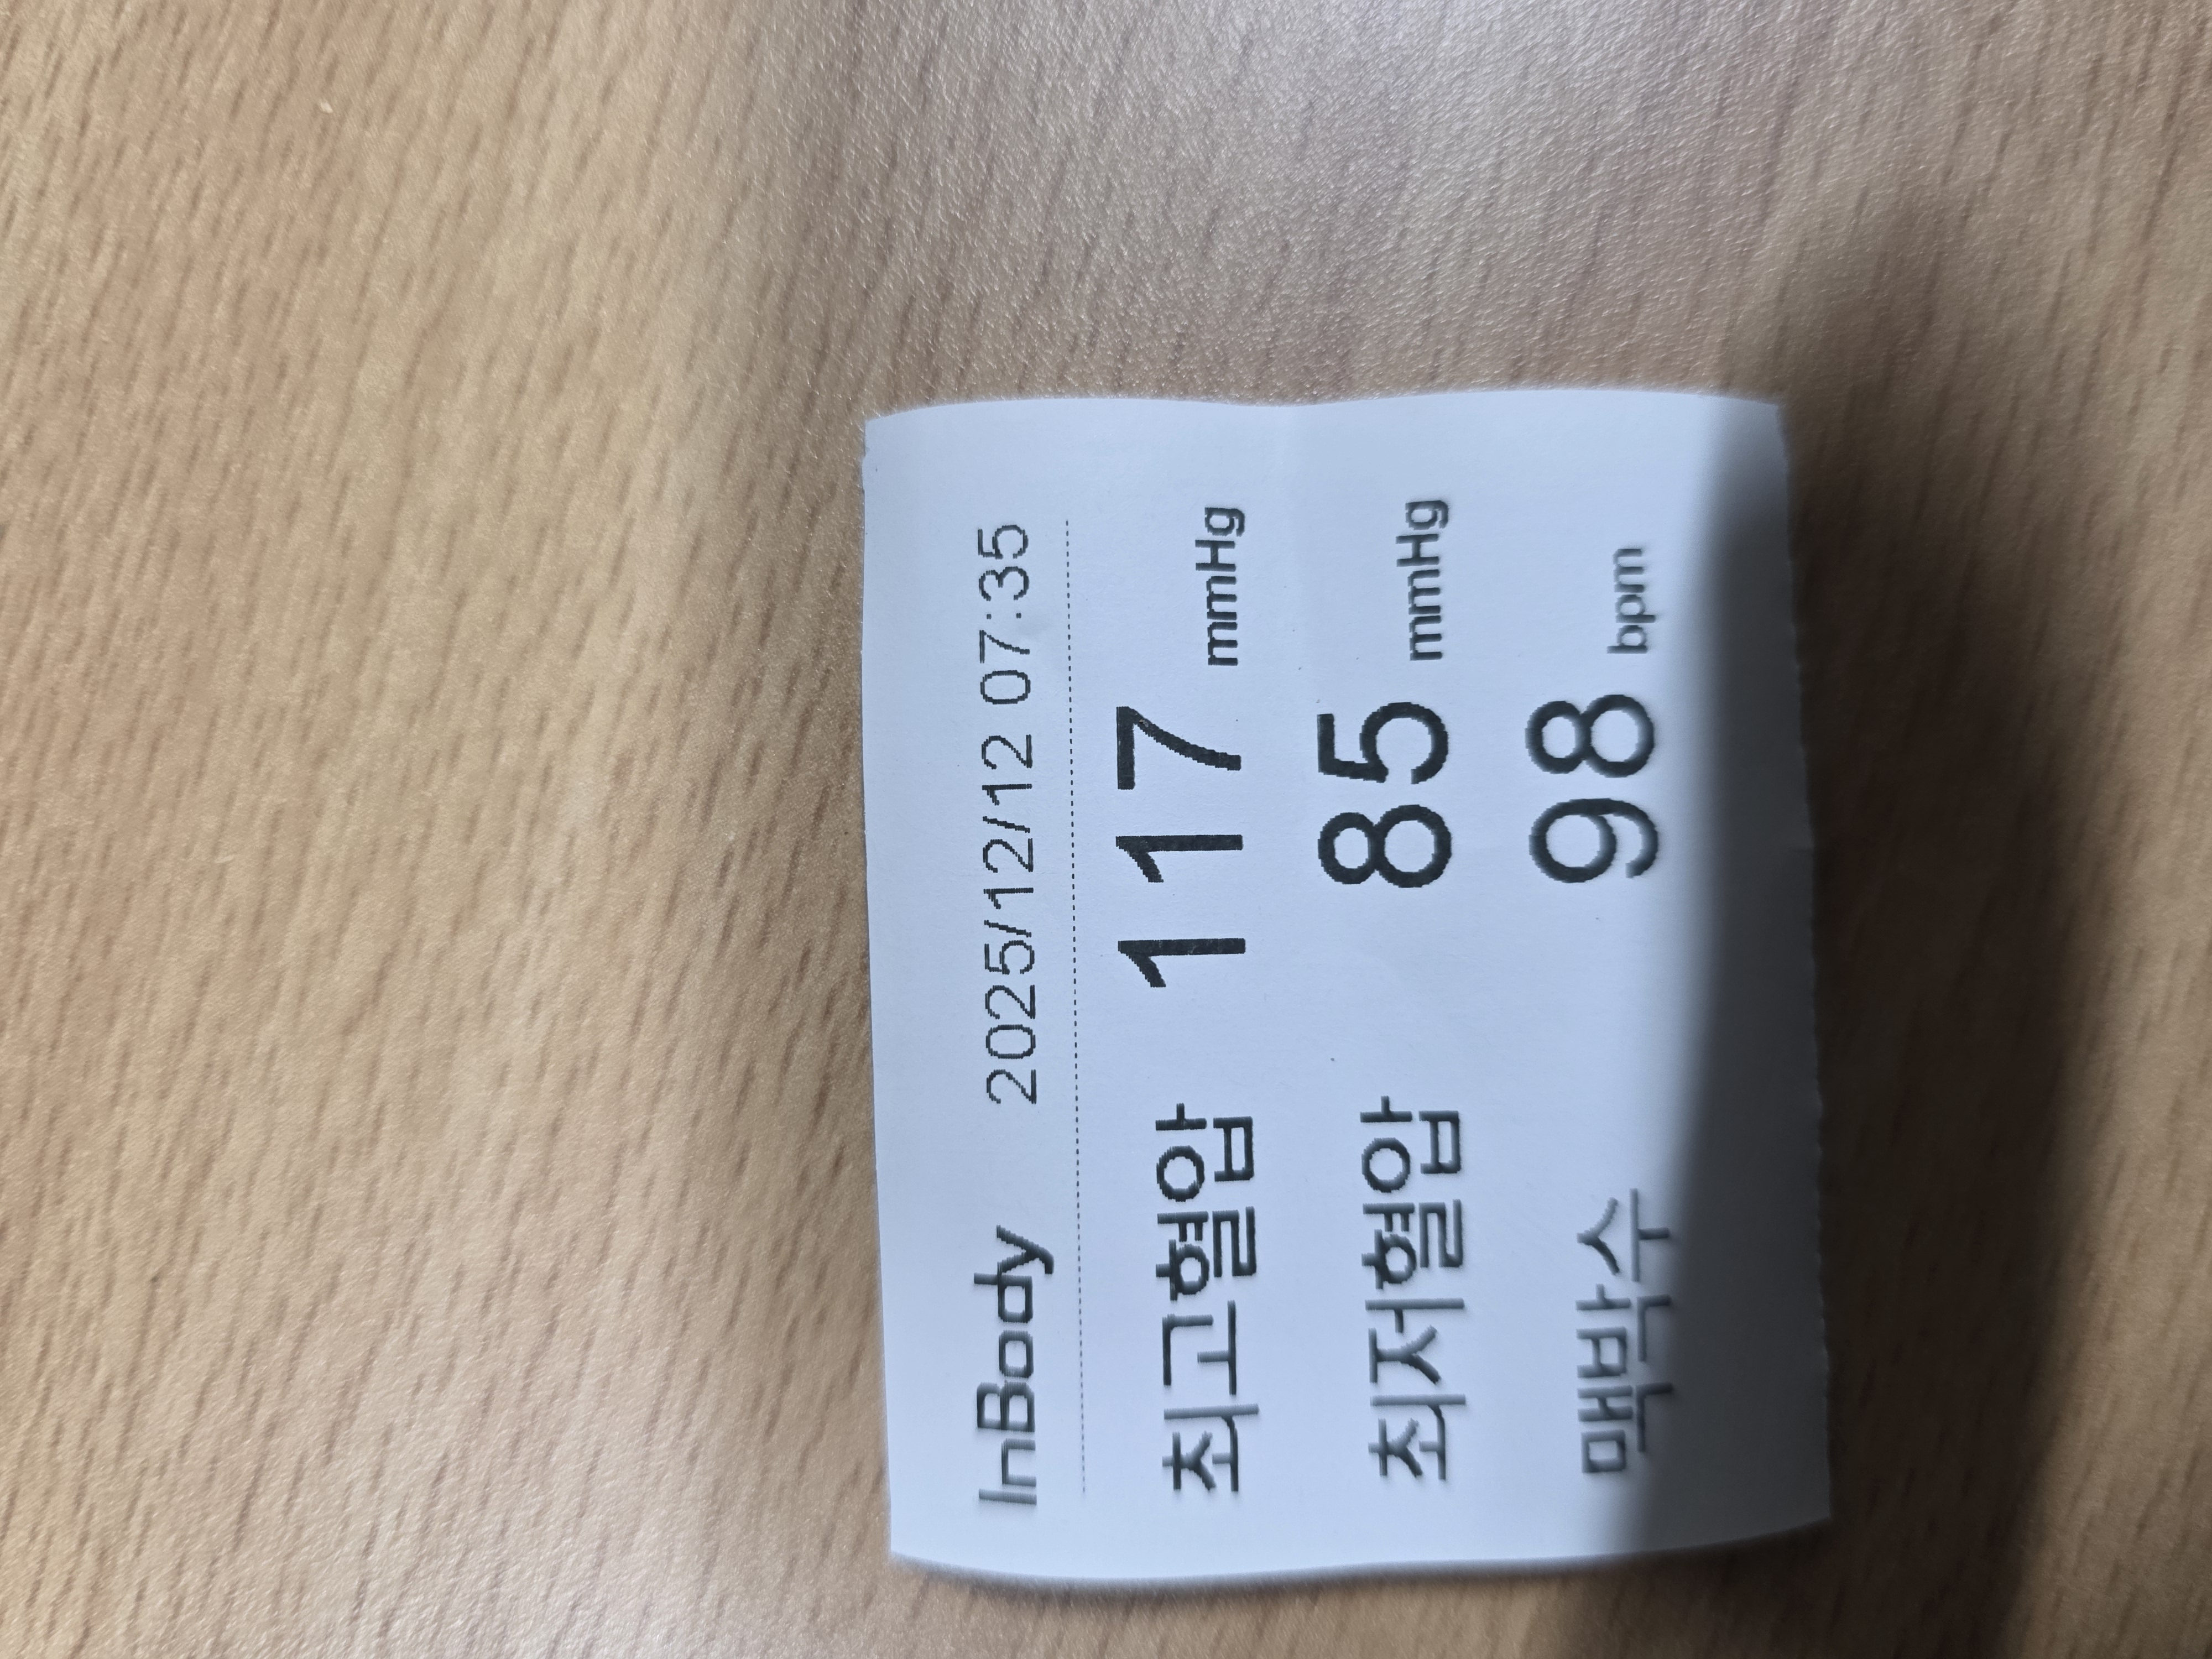 InBody 2025/12/12 07:35
최고혈압 117 mmHg
최저혈압 85 mmHg
맥박수 98 bpm